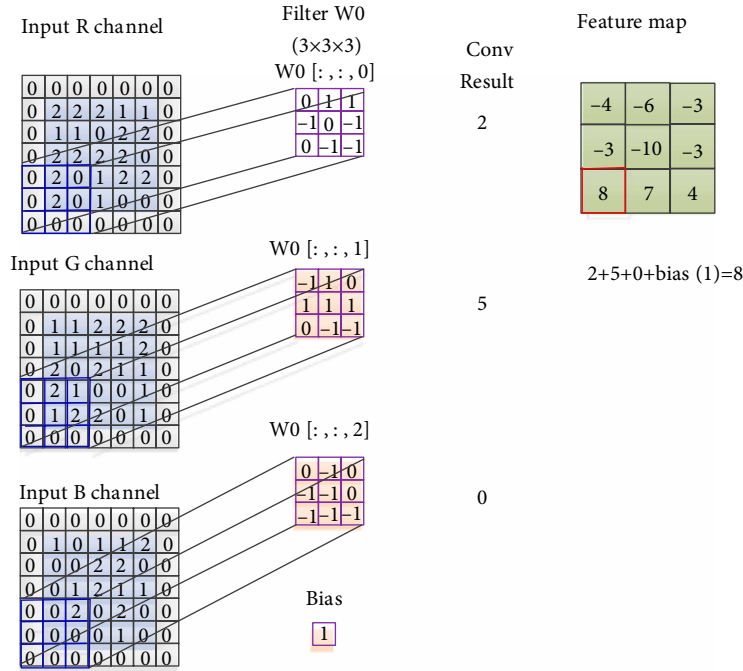 Input R channel
0 0 0 0 0 0 0
0 2 2 2 1 1 0
0 1 1 0 2 2 0
0 2 2 2 2 0 0
0 2 0 1 2 2 0
0 2 0 1 0 0 0
0 0 0 0 0 0 0
Filter W0
(3×3×3)
W0 [:, :, 0]
0 1 1
−1 0 −1
0 −1 −1
Conv
Result
2
Feature map
−4 −6 −3
−3 −10 −3
8 7 4
Input G channel
0 0 0 0 0 0 0
0 1 1 2 2 2 0
0 1 1 1 1 2 0
0 2 0 2 1 1 0
0 2 1 0 0 1 0
0 1 2 2 0 1 0
0 0 0 0 0 0 0
W0 [:, :, 1]
−1 1 0
1 1 1
0 −1 −1
5
2+5+0+bias (1)=8
Input B channel
0 0 0 0 0 0 0
0 1 0 1 1 2 0
0 0 0 2 2 0 0
0 0 1 2 1 1 0
0 0 2 0 2 0 0
0 0 0 0 1 0 0
0 0 0 0 0 0 0
W0 [:, :, 2]
0 −1 0
−1 −1 0
−1 −1 −1
0
Bias
1